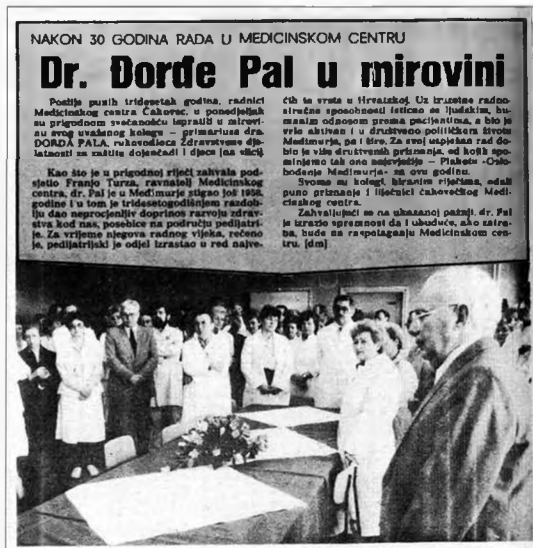 NAKON 30 GODINA RADA U MEDICINSKOM CENTRU
Dr. Đorđe Pal u mirovini
Poslije punih tridesetak godina, radnici
Medicinskog centra Čakovec, u ponedjeljak
su prigodnom svečanošću ispratili u mirovi-
nu svog uvaženog kolegu – primariusa dra.
ĐORĐA PALA, rukovodioca Zdravstvene dje-
latnosti za zaštitu dojenčadi i djece
Kao što je u prigodnoj riječi zahvala pod-
sjetio Franjo Turza, ravnatelj Medicinskog
centra, dr. Pal je u Međimurje stigao još 1958.
godine i u tom je tridesetogodišnjem razdob-
lju dao neprocjenjiv doprinos razvoju zdrav-
stva kod nas, posebice na području pedijatri-
je. Za vrijeme njegova radnog vijeka, rečeno
je, pedijatrijski je odjel izrastao u red najve-
ćih te vrste u Hrvatskoj. Uz izuzetne radno-
stručne sposobnosti isticao se ljudskim, hu-
manim odnosom prema pacijentima, a bio je
vrlo aktivan i u društveno političkom životu
Međimurja, pa i šire. Za svoj uspješan rad do-
bio je više društvenih priznanja, od kojih spo-
minjemo tek ono najsvježije – Plaketu «Oslo-
bođenje Međimurja» za ovu godinu.
Svome su kolegi, biranim riječima, odali
puno priznanje i liječnici čakovečkog Medi-
cinskog centra.
Zahvaljujući se na ukazanoj pažnji, dr. Pal
je izrazio spremnost da i ubuduće, ako zatre-
ba, bude na raspolaganju Medicinskom cen-
tru. (dm)